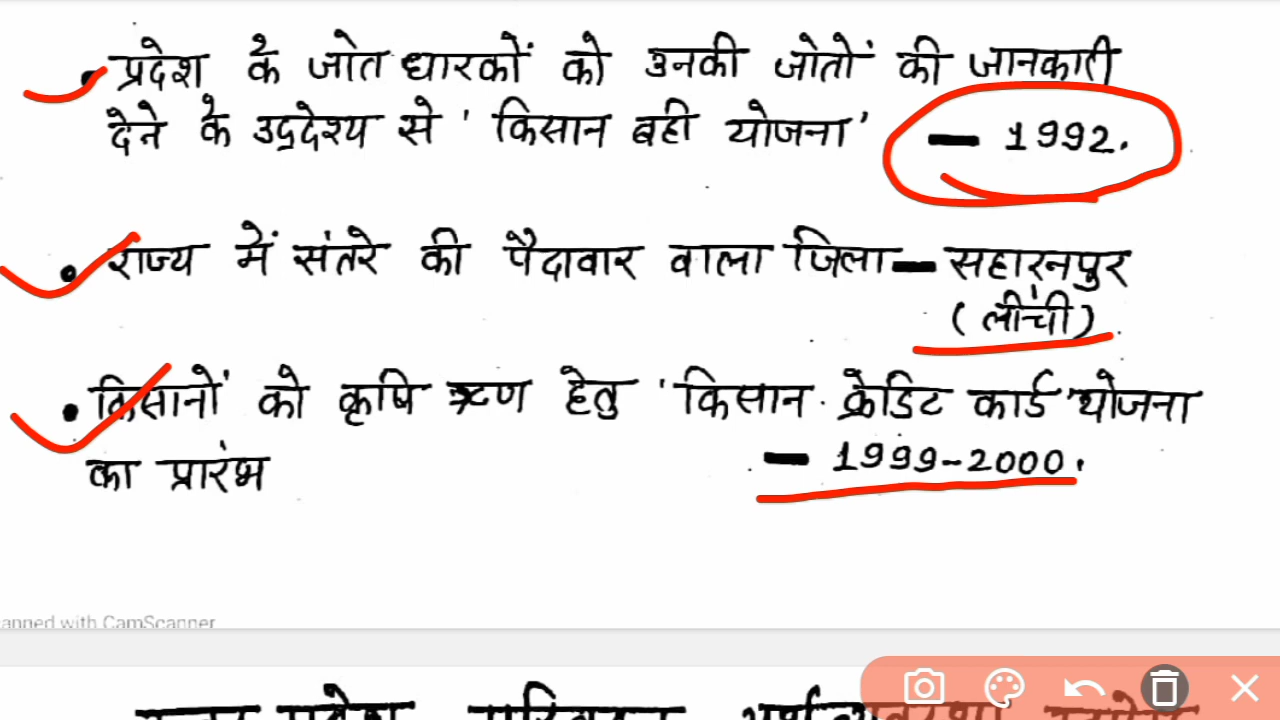 प्रदेश के जोत धारकों को उनकी जोतों की जानकारी
देने के उद्देश्य से ' किसान बही योजना ' — 1992.
• राज्य में संतरे की पैदावार वाला जिला — सहारनपुर
(लींची)
• किसानों को कृषि ऋण हेतु ' किसान क्रेडिट कार्ड ' योजना
का प्रारंभ — 1999-2000.
anned with CamScanner